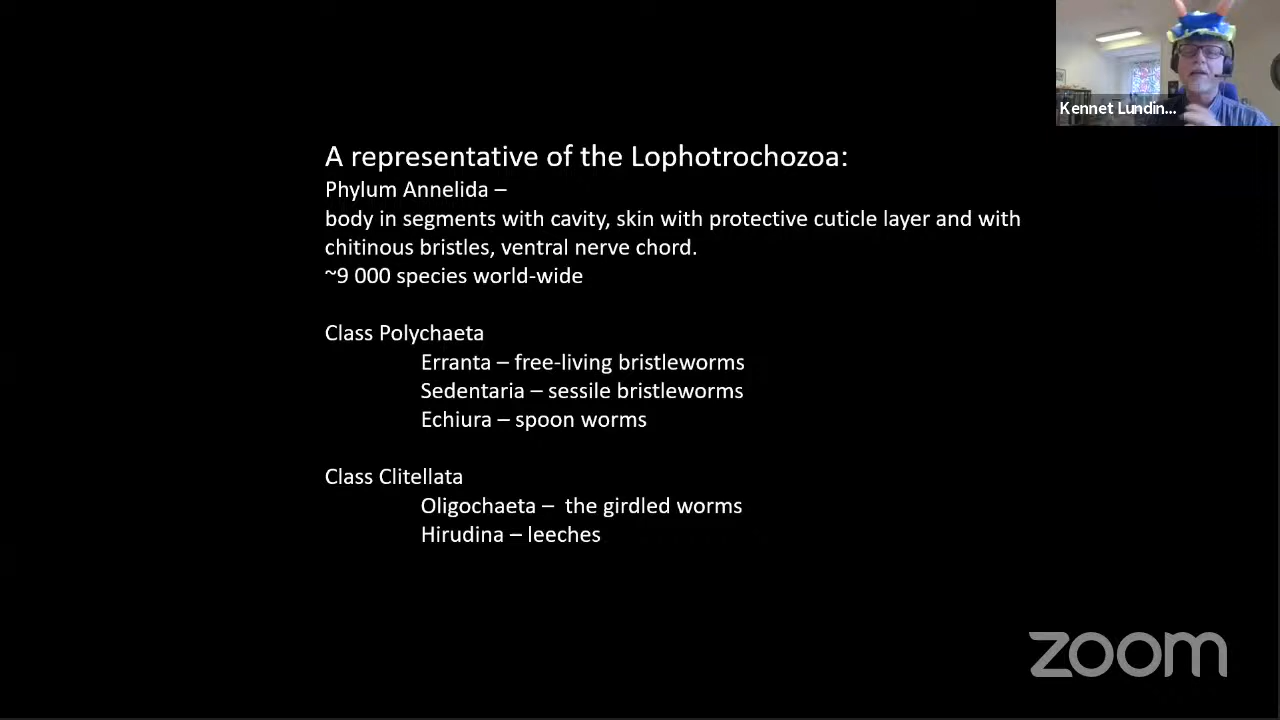 Kennet Lundin...
A representative of the Lophotrochozoa:
Phylum Annelida –
body in segments with cavity, skin with protective cuticle layer and with
chitinous bristles, ventral nerve chord.
~9 000 species world-wide
Class Polychaeta
Erranta – free-living bristleworms
Sedentaria – sessile bristleworms
Echiura – spoon worms
Class Clitellata
Oligochaeta –  the girdled worms
Hirudina – leeches
zoom